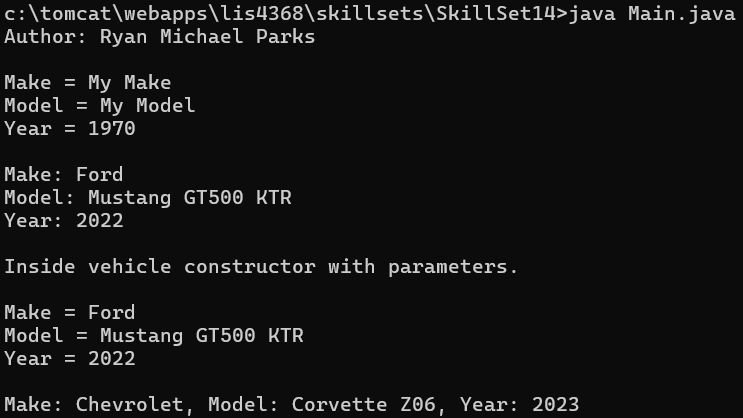 c:\tomcat\webapps\lis4368\skillsets\SkillSet14>java Main.java
Author: Ryan Michael Parks
Make = My Make
Model = My Model
Year = 1970
Make: Ford
Model: Mustang GT500 KTR
Year: 2022
Inside vehicle constructor with parameters.
Make = Ford
Model = Mustang GT500 KTR
Year = 2022
Make: Chevrolet, Model: Corvette Z06, Year: 2023